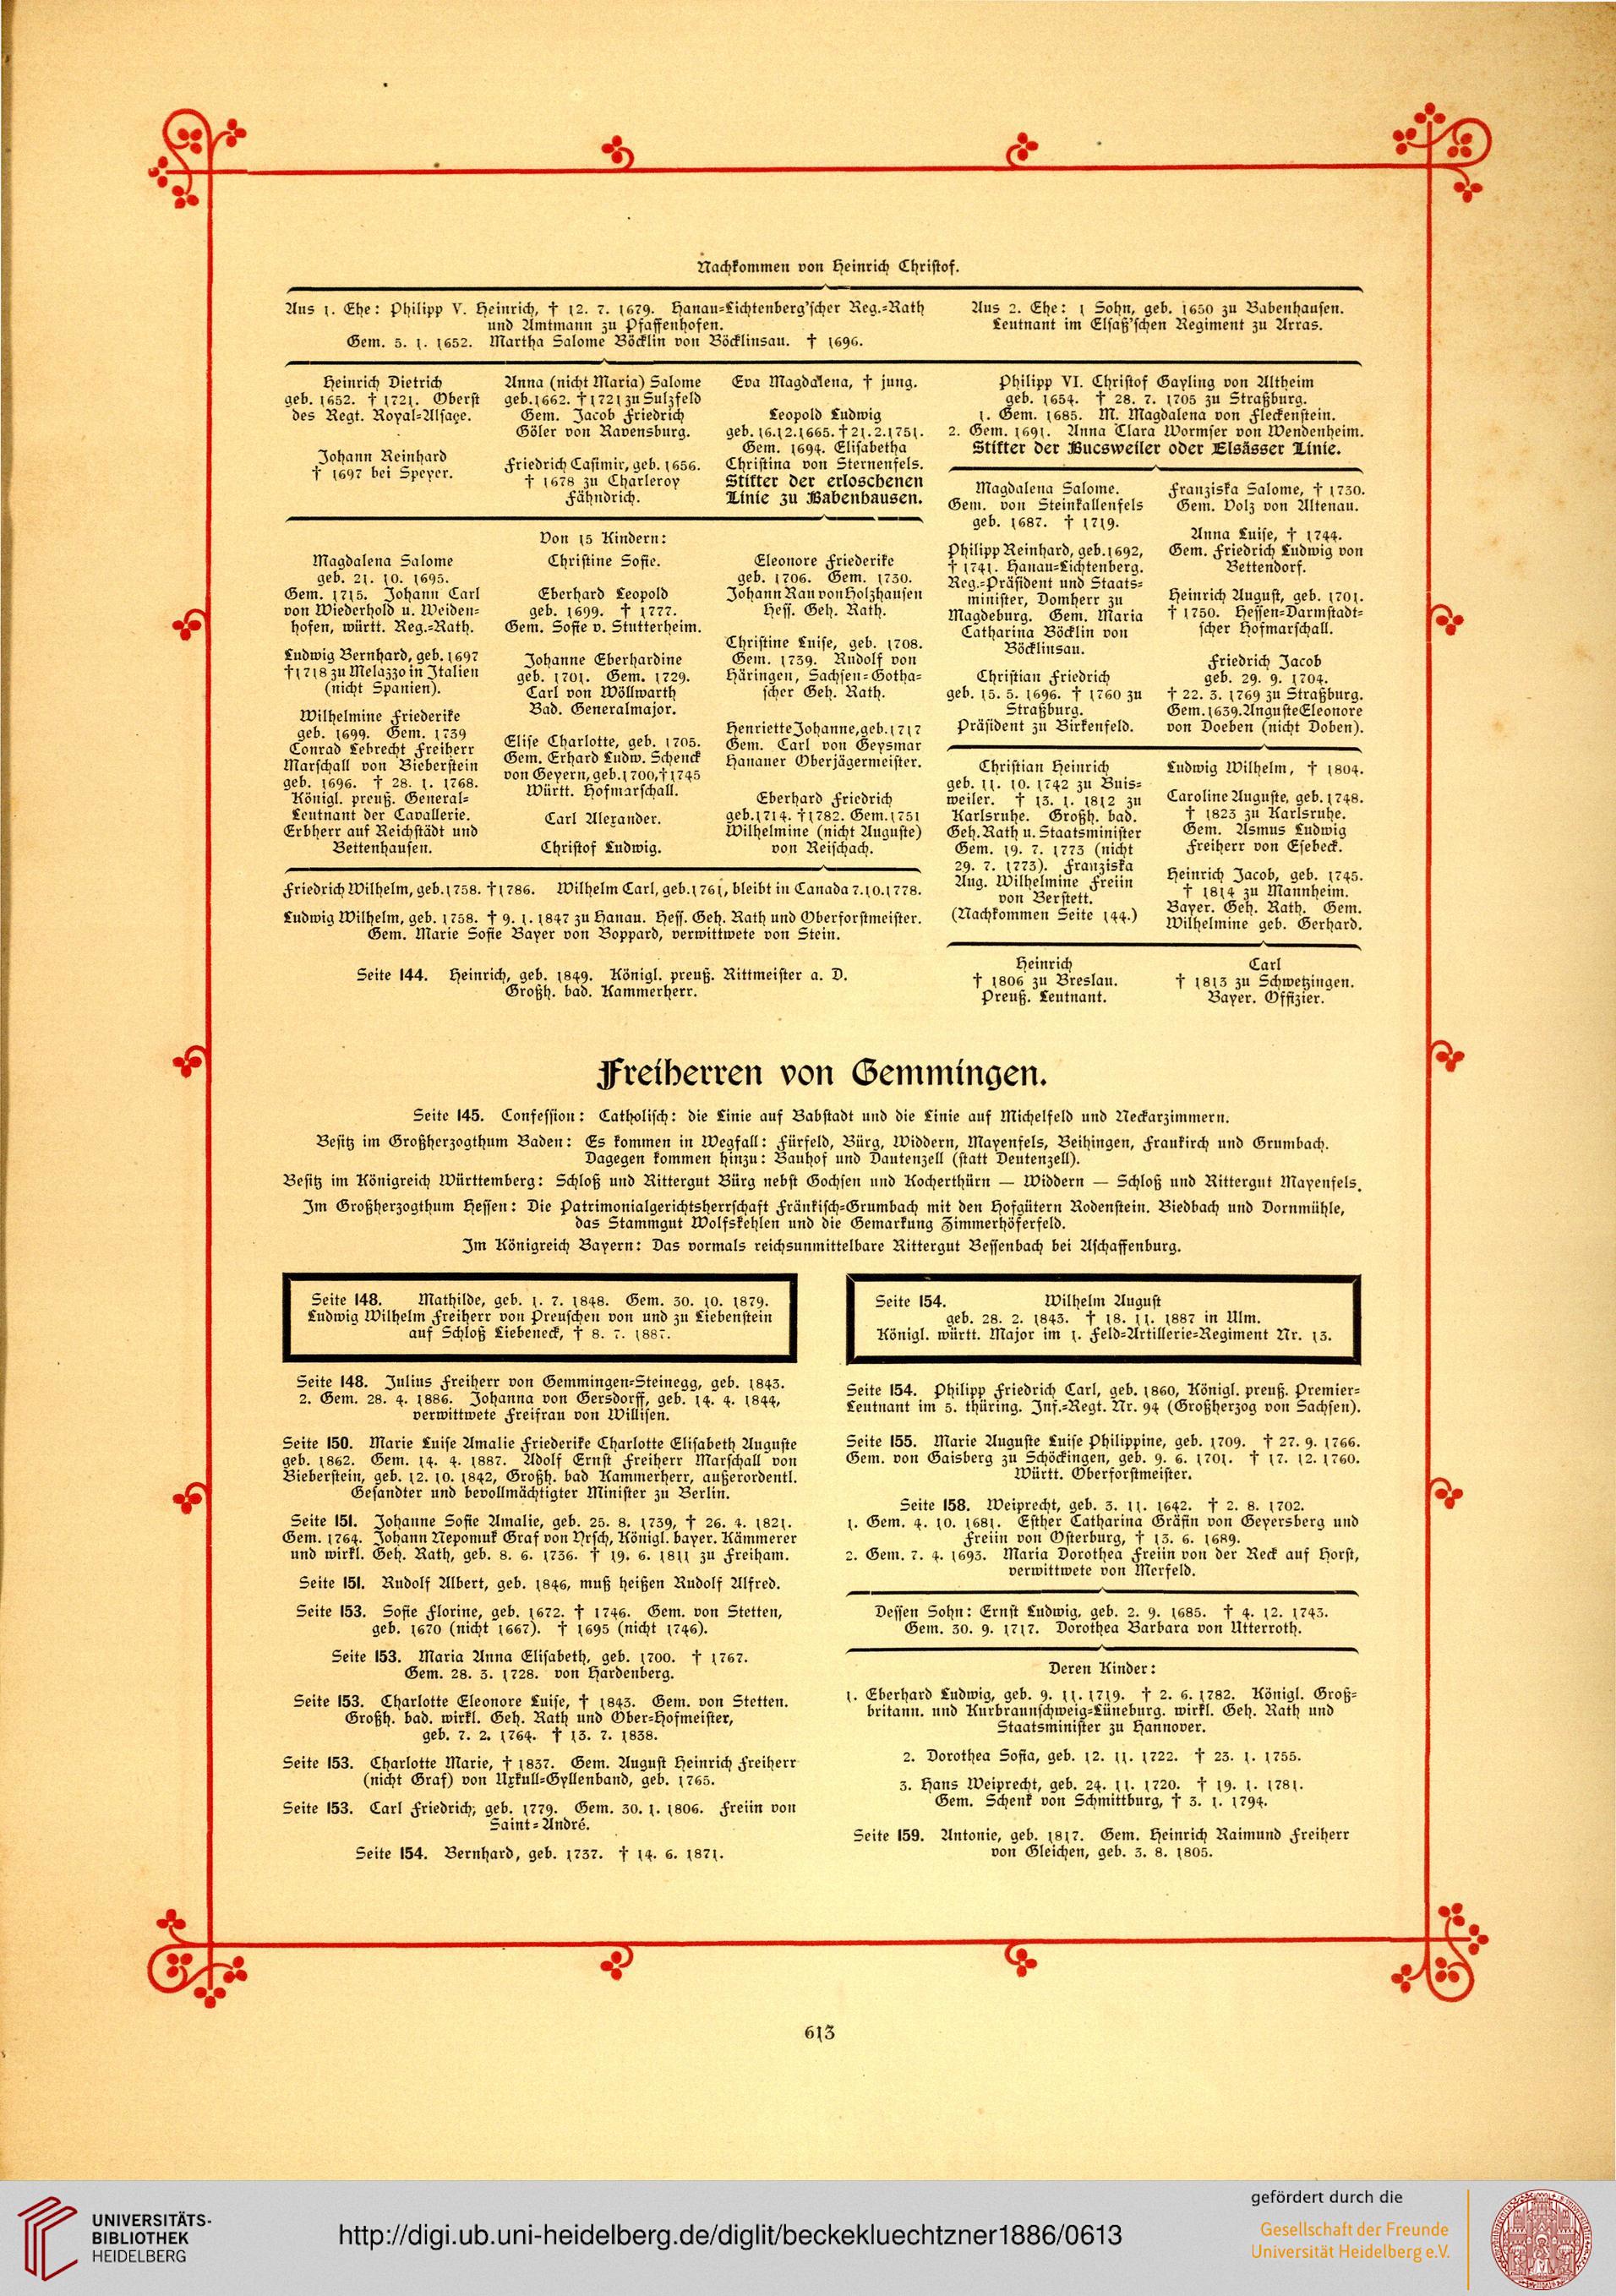 Nachkommen von Heinrich Christof.
Aus 1. Ehe: Philipp V. Heinrich, † 12. 7. 1679. Hanau-Lichtenberg'scher Reg.-Rath
und Amtmann zu Pfaffenhofen.
Gem. 5. 1. 1652. Martha Salome Böcklin von Böcklinsau. † 1696.
Aus 2. Ehe: 1 Sohn, geb. 1650 zu Babenhausen.
Leutnant im Elsaß'schen Regiment zu Arras.
Heinrich Dietrich
geb. 1652. † 1721. Oberst
des Regt. Royal-Alsace.
Johann Reinhard
† 1697 bei Speyer.
Anna (nicht Maria) Salome
geb. 1662. † 1721 zu Sulzfeld
Gem. Jacob Friedrich
Göler von Ravensburg.
Friedrich Casimir, geb. 1656.
† 1678 zu Charleroy
Fähndrich.
Eva Magdalena, † jung.
Leopold Ludwig
geb. 16.12.1665. † 21.2.1751.
Gem. 1694. Elisabetha
Christina von Sternenfels.
Stifter der erloschenen
Linie zu Babenhausen.
Philipp VI. Christof Gayling von Altheim
geb. 1654. † 28. 7. 1705 zu Straßburg.
1. Gem. 1685. M. Magdalena von Fleckenstein.
2. Gem. 1691. Anna Clara Wormser von Wendenheim.
Stifter der Bucsweiler oder Elsässer Linie.
Von 15 Kindern:
Magdalena Salome
geb. 21. 10. 1695.
Gem. 1715. Johann Carl
von Wiederhold u. Weiden-
hofen, württ. Reg.-Rath.
Ludwig Bernhard, geb. 1697
† 1718 zu Melazzo in Italien
(nicht Spanien).
Wilhelmine Friederike
geb. 1699. Gem. 1739
Conrad Lebrecht Freiherr
Marschall von Bieberstein
geb. 1696. † 28. 1. 1768.
Königl. preuß. General-
Leutnant der Cavallerie.
Erbherr auf Reichstädt und
Bettenhausen.
Christine Sofie.
Eberhard Leopold
geb. 1699. † 1777.
Gem. Sofie v. Stutterheim.
Johanne Eberhardine
geb. 1701. Gem. 1729.
Carl von Wöllwarth
Bad. Generalmajor.
Elise Charlotte, geb. 1705.
Gem. Erhard Ludw. Schenck
von Geyern, geb. 1700, † 1745
Württ. Hofmarschall.
Carl Alexander.
Christof Ludwig.
Eleonore Friederike
geb. 1706. Gem. 1730.
Johann Rau von Holzhausen
Hess. Geh. Rath.
Christine Luise, geb. 1708.
Gem. 1739. Rudolf von
Häringen, Sachsen-Gotha-
scher Geh. Rath.
Henriette Johanne, geb. 1717
Gem. Carl von Geysmar
Hanauer Oberjägermeister.
Eberhard Friedrich
geb. 1714. † 1782. Gem. 1751
Wilhelmine (nicht Auguste)
von Reischach.
Magdalena Salome.
Gem. von Steinkallenfels
geb. 1687. † 1719.
Philipp Reinhard, geb. 1692,
† 1741. Hanau-Lichtenberg.
Reg.-Präsident und Staats-
minister, Domherr zu
Magdeburg. Gem. Maria
Catharina Böcklin von
Böcklinsau.
Christian Friedrich
geb. 15. 5. 1696. † 1760 zu
Straßburg.
Präsident zu Birkenfeld.
Franziska Salome, † 1730.
Gem. Volz von Altenau.
Anna Luise, † 1744.
Gem. Friedrich Ludwig von
Bettendorf.
Heinrich August, geb. 1701.
† 1750. Hessen-Darmstadt-
scher Hofmarschall.
Friedrich Jacob
geb. 29. 9. 1704.
† 22. 3. 1769 zu Straßburg.
Gem. 1639. Auguste Eleonore
von Doeben (nicht Doben).
Friedrich Wilhelm, geb. 1758. † 1786. Wilhelm Carl, geb. 1761, bleibt in Canada 7.10.1778.
Ludwig Wilhelm, geb. 1758. † 9. 1. 1847 zu Hanau. Hess. Geh. Rath und Oberforstmeister.
Gem. Marie Sofie Bayer von Boppard, verwittwete von Stein.
Seite 144. Heinrich, geb. 1849. Königl. preuß. Rittmeister a. D.
Großh. bad. Kammerherr.
Christian Heinrich
geb. 11. 10. 1742 zu Buis-
weiler. † 13. 1. 1812 zu
Karlsruhe. Großh. bad.
Geh. Rath u. Staatsminister
Gem. 19. 7. 1773 (nicht
29. 7. 1773). Franziska
Aug. Wilhelmine Freiin
von Berstett.
(Nachkommen Seite 144.)
Ludwig Wilhelm, † 1804.
Caroline Auguste, geb. 1748.
† 1823 zu Karlsruhe.
Gem. Asmus Ludwig
Freiherr von Esebeck.
Heinrich Jacob, geb. 1745.
† 1814 zu Mannheim.
Bayer. Geh. Rath. Gem.
Wilhelmine geb. Gerhard.
Heinrich
† 1806 zu Breslau.
Preuß. Leutnant.
Carl
† 1813 zu Schwetzingen.
Bayer. Offizier.
Freiherren von Gemmingen.
Seite 145. Confession: Catholisch: die Linie auf Babstadt und die Linie auf Michelfeld und Neckarzimmern.
Besitz im Großherzogthum Baden: Es kommen in Wegfall: Fürfeld, Bürg, Widdern, Mayenfels, Beihingen, Fraukirch und Grumbach.
Dagegen kommen hinzu: Bauhof und Dautenzell (statt Deutenzell).
Besitz im Königreich Württemberg: Schloß und Rittergut Bürg nebst Gochsen und Kocherthürn — Widdern — Schloß und Rittergut Mayenfels.
Im Großherzogthum Hessen: Die Patrimonialgerichtsherrschaft Fränkisch-Grumbach mit den Hofgütern Rodenstein. Biedbach und Dornmühle,
das Stammgut Wolfskehlen und die Gemarkung Zimmerhöferfeld.
Im Königreich Bayern: Das vormals reichsunmittelbare Rittergut Bessenbach bei Aschaffenburg.
Seite 148. Mathilde, geb. 1. 7. 1848. Gem. 30. 10. 1879.
Ludwig Wilhelm Freiherr von Preuschen von und zu Liebenstein
auf Schloß Liebeneck, † 8. 7. 1887.
Seite 148. Julius Freiherr von Gemmingen-Steinegg, geb. 1843.
2. Gem. 28. 4. 1886. Johanna von Gersdorff, geb. 14. 4. 1844,
verwittwete Freifrau von Willisen.
Seite 150. Marie Luise Amalie Friederike Charlotte Elisabeth Auguste
geb. 1862. Gem. 14. 4. 1887. Adolf Ernst Freiherr Marschall von
Bieberstein, geb. 12. 10. 1842, Großh. bad Kammerherr, außerordentl.
Gesandter und bevollmächtigter Minister zu Berlin.
Seite 151. Johanne Sofie Amalie, geb. 25. 8. 1739, † 26. 4. 1821.
Gem. 1764. Johann Nepomuk Graf von Yrsch, Königl. bayer. Kämmerer
und wirkl. Geh. Rath, geb. 8. 6. 1736. † 19. 6. 1811 zu Freiham.
Seite 151. Rudolf Albert, geb. 1846, muß heißen Rudolf Alfred.
Seite 153. Sofie Florine, geb. 1672. † 1746. Gem. von Stetten,
geb. 1670 (nicht 1667). † 1695 (nicht 1746).
Seite 153. Maria Anna Elisabeth, geb. 1700. † 1767.
Gem. 28. 3. 1728. von Hardenberg.
Seite 153. Charlotte Eleonore Luise, † 1843. Gem. von Stetten.
Großh. bad. wirkl. Geh. Rath und Ober-Hofmeister,
geb. 7. 2. 1764. † 13. 7. 1838.
Seite 153. Charlotte Marie, † 1837. Gem. August Heinrich Freiherr
(nicht Graf) von Uxkull-Gyllenband, geb. 1765.
Seite 153. Carl Friedrich, geb. 1779. Gem. 30. 1. 1806. Freiin von
Saint-André.
Seite 154. Bernhard, geb. 1737. † 14. 6. 1871.
Seite 154. Wilhelm August
geb. 28. 2. 1843. † 18. 11. 1887 in Ulm.
Königl. württ. Major im 1. Feld-Artillerie-Regiment Nr. 13.
Seite 154. Philipp Friedrich Carl, geb. 1860, Königl. preuß. Premier-
Leutnant im 5. thüring. Inf.-Regt. Nr. 94 (Großherzog von Sachsen).
Seite 155. Marie Auguste Luise Philippine, geb. 1709. † 27. 9. 1766.
Gem. von Gaisberg zu Schöckingen, geb. 9. 6. 1701. † 17. 12. 1760.
Württ. Oberforstmeister.
Seite 158. Weiprecht, geb. 3. 11. 1642. † 2. 8. 1702.
1. Gem. 4. 10. 1681. Esther Catharina Gräfin von Geyersberg und
Freiin von Osterburg, † 13. 6. 1689.
2. Gem. 7. 4. 1693. Maria Dorothea Freiin von der Reck auf Horst,
verwittwete von Merfeld.
Dessen Sohn: Ernst Ludwig, geb. 2. 9. 1685. † 4. 12. 1743.
Gem. 30. 9. 1717. Dorothea Barbara von Utterroth.
Deren Kinder:
1. Eberhard Ludwig, geb. 9. 11. 1719. † 2. 6. 1782. Königl. Groß-
britann. und Kurbraunschweig-Lüneburg. wirkl. Geh. Rath und
Staatsminister zu Hannover.
2. Dorothea Sofia, geb. 12. 11. 1722. † 23. 1. 1755.
3. Hans Weiprecht, geb. 24. 11. 1720. † 19. 1. 1781.
Gem. Schenk von Schmittburg, † 3. 1. 1794.
Seite 159. Antonie, geb. 1817. Gem. Heinrich Raimund Freiherr
von Gleichen, geb. 3. 8. 1805.
613
UNIVERSITÄTS-
BIBLIOTHEK
HEIDELBERG
http://digi.ub.uni-heidelberg.de/diglit/beckekluechtzner1886/0613
gefördert durch die
Gesellschaft der Freunde
Universität Heidelberg e.V.